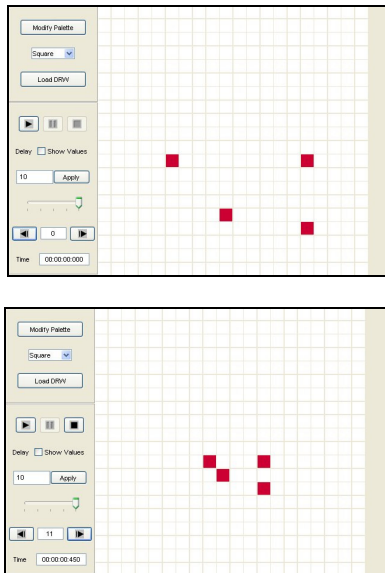 Modify Palette
Square
Load DRW
Delay Show Values
10 Apply
0
Time 00:00:00:000
Modify Palette
Square
Load DRW
Delay Show Values
10 Apply
11
Time 00:00:00:450